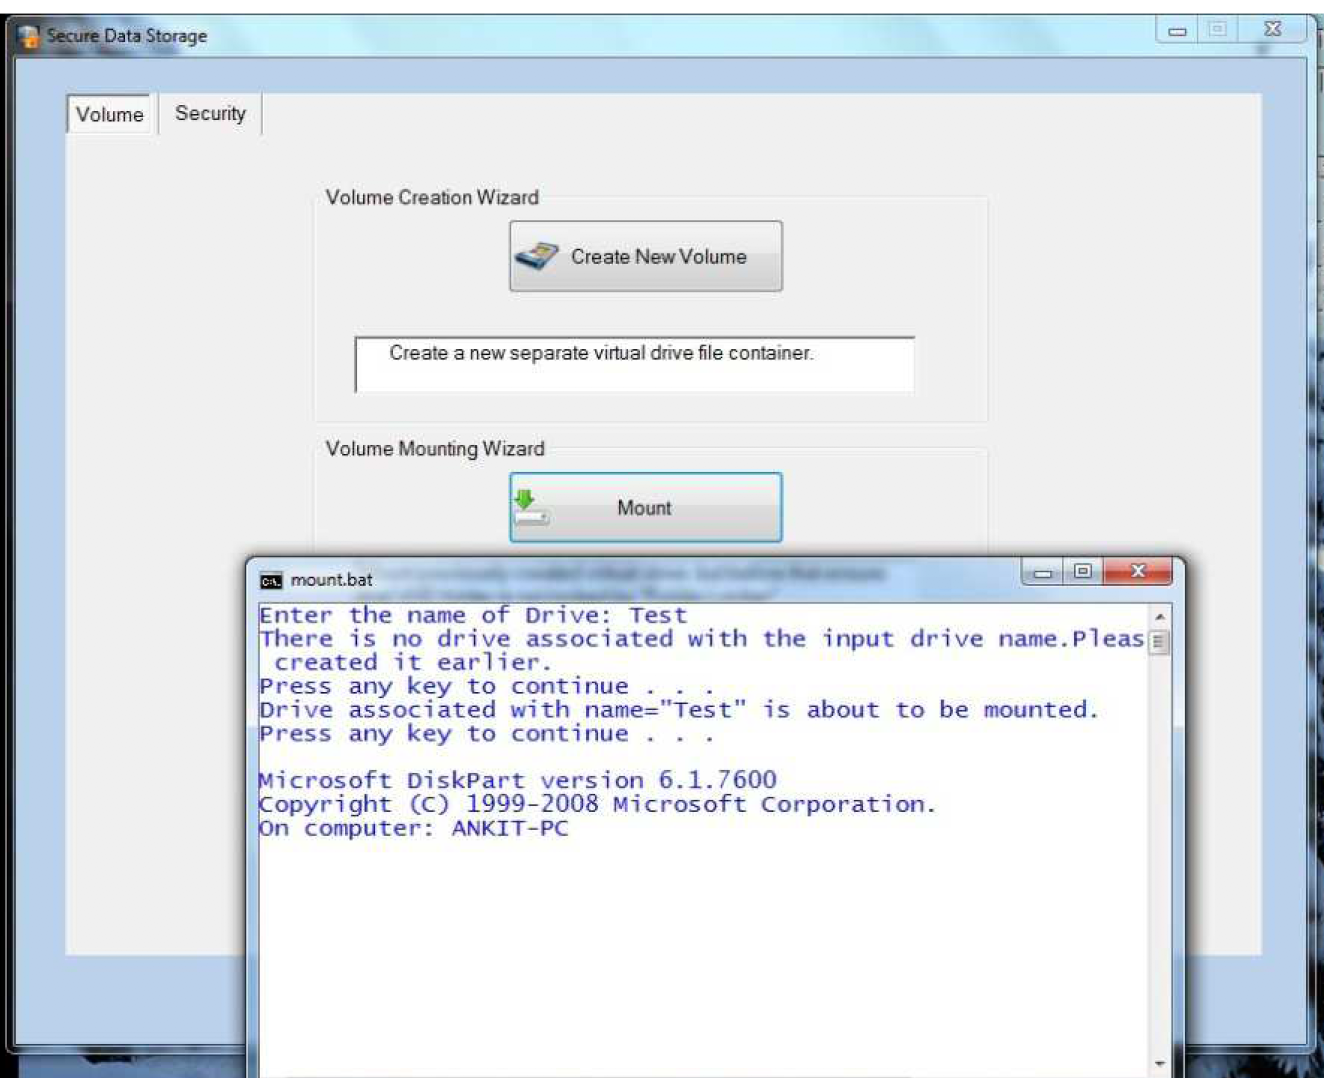 Secure Data Storage
Volume
Security
Volume Creation Wizard
Create New Volume
Create a new separate virtual drive file container.
Volume Mounting Wizard
Mount
mount.bat
Enter the name of Drive: Test
There is no drive associated with the input drive name.Pleas
created it earlier.
Press any key to continue . . .
Drive associated with name="Test" is about to be mounted.
Press any key to continue . . .
Microsoft DiskPart version 6.1.7600
Copyright (C) 1999-2008 Microsoft Corporation.
On computer: ANKIT-PC